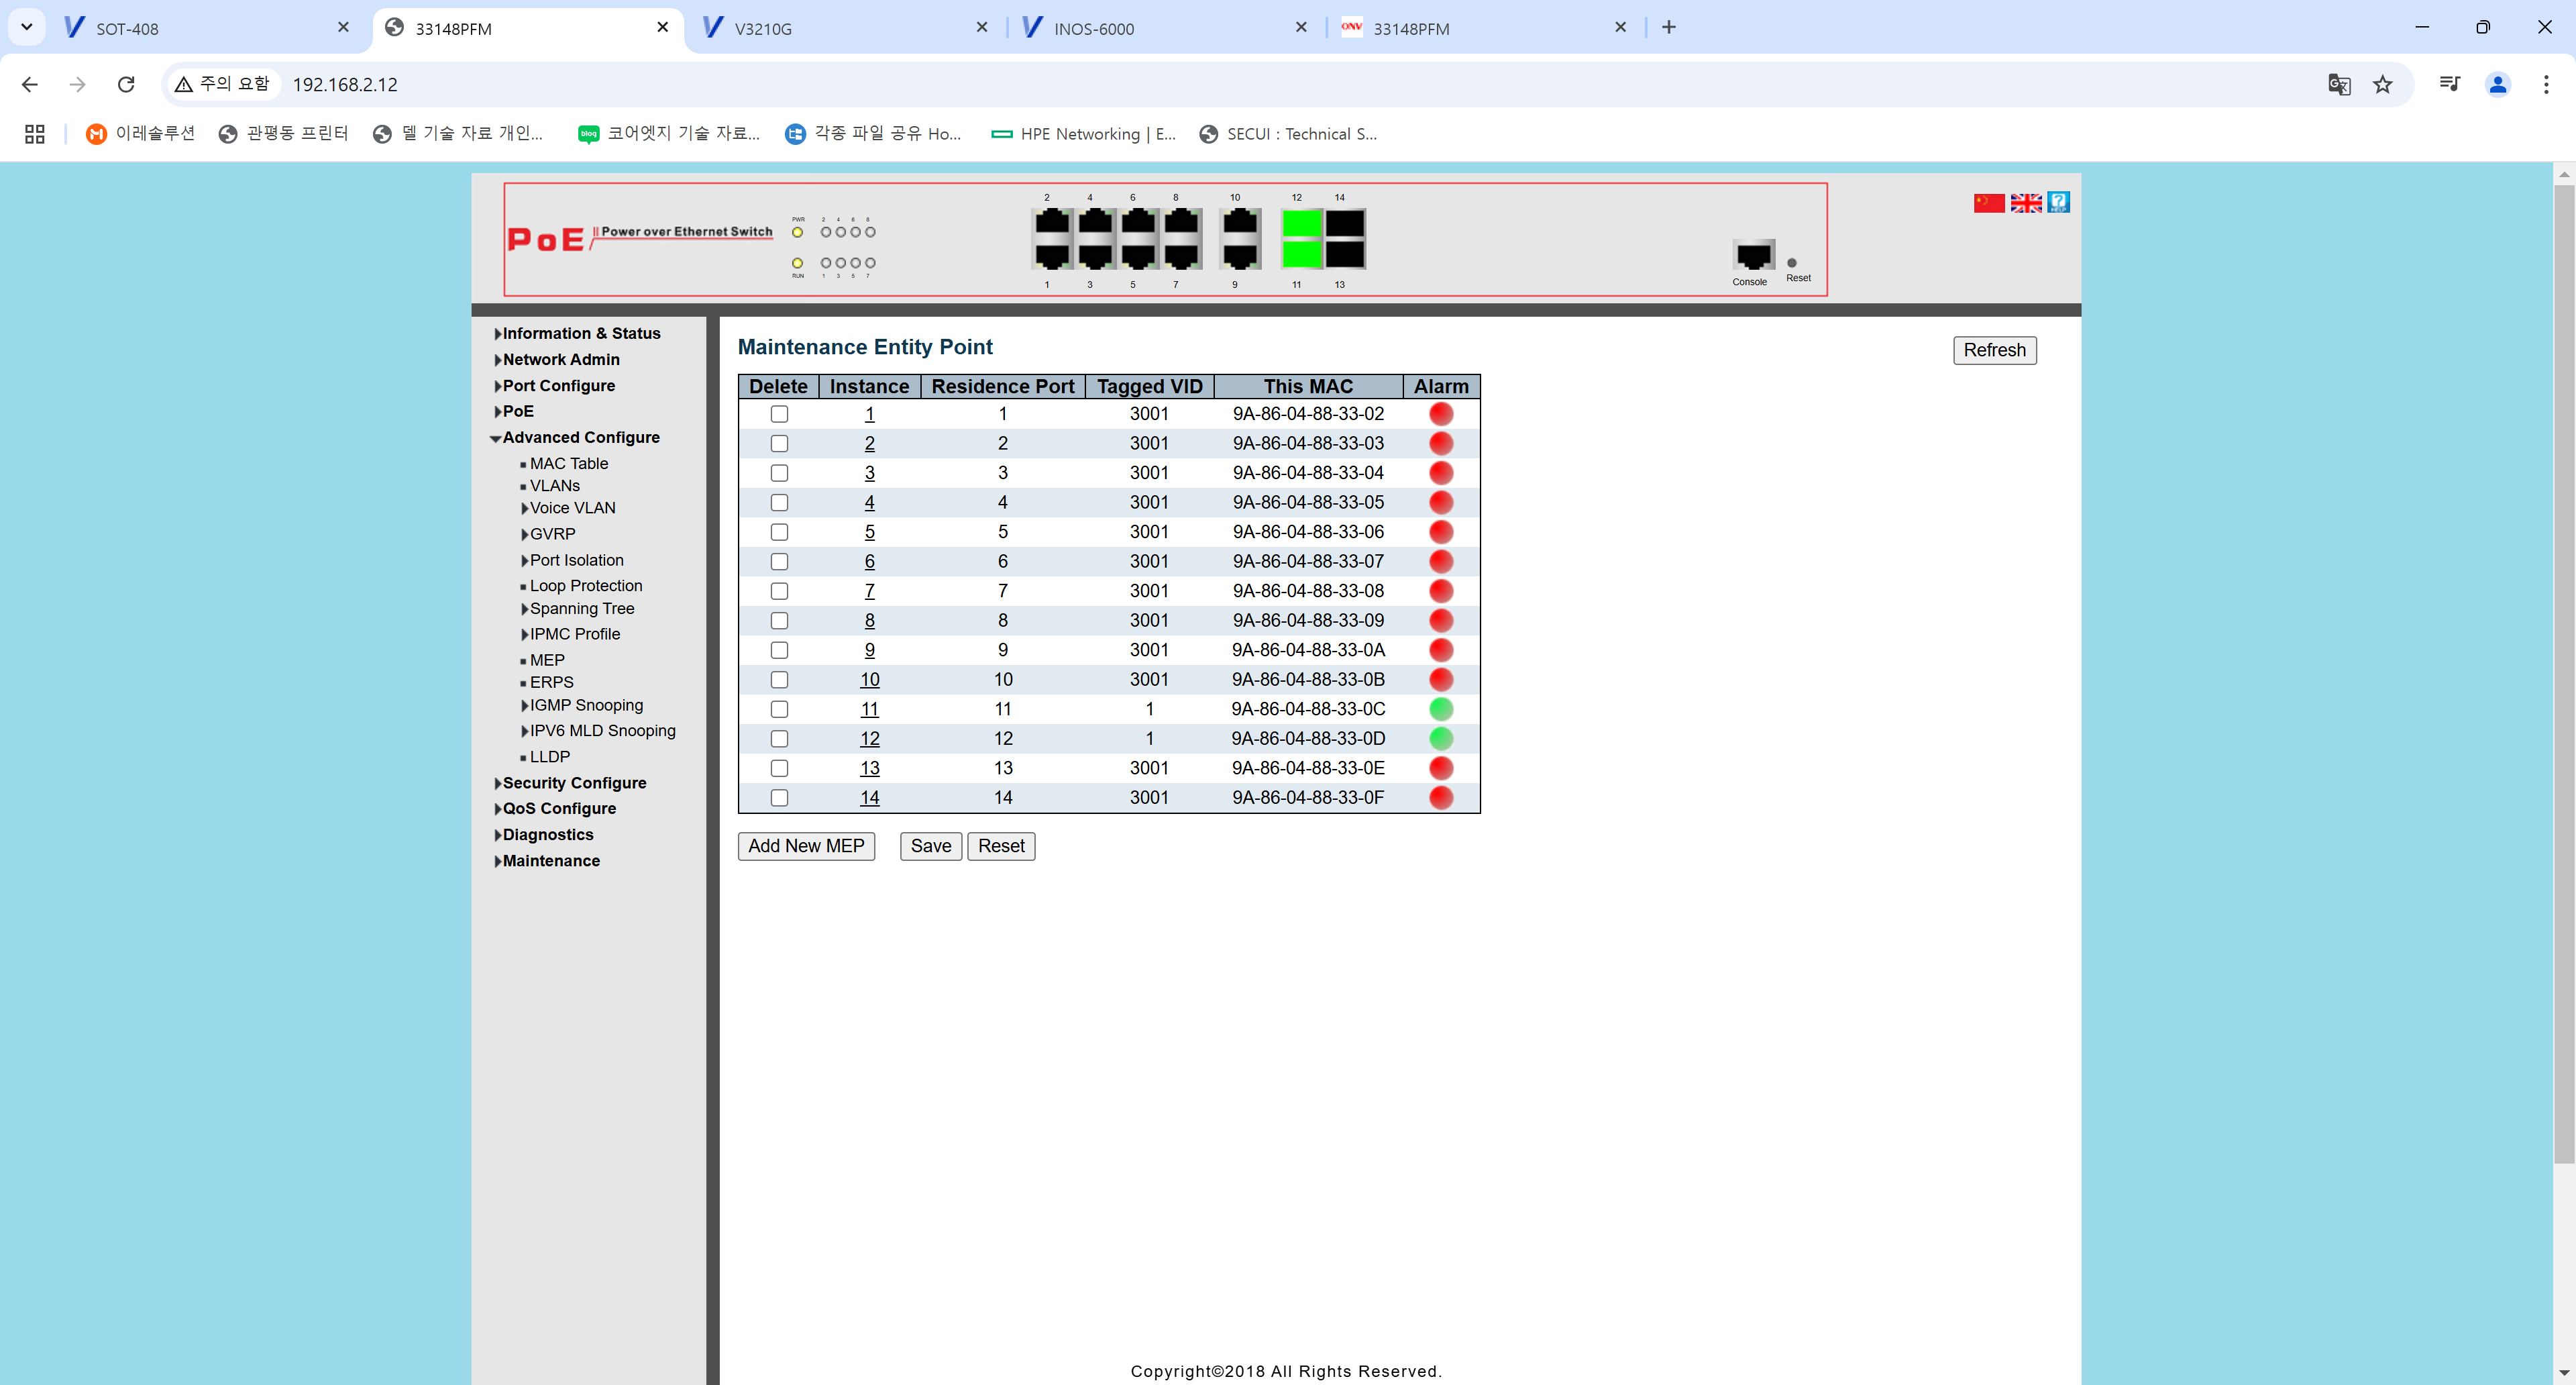 SOT-408
33148PFM
V3210G
INOS-6000
ONV 33148PFM
주의 요함 192.168.2.12
이레솔루션 관평동 프린터 델 기술 자료 개인... blog 코어엣지 기술 자료... 각종 파일 공유 Ho... HPE Networking | E... SECUI : Technical S...
2 4 6 8 10 12 14
PWR 2 4 6 8
PoE Power over Ethernet Switch
RUN 1 3 5 7
1 3 5 7 9 11 13
Console Reset
HELP
Information & Status
Network Admin
Port Configure
PoE
Advanced Configure
MAC Table
VLANs
Voice VLAN
GVRP
Port Isolation
Loop Protection
Spanning Tree
IPMC Profile
MEP
ERPS
IGMP Snooping
IPV6 MLD Snooping
LLDP
Security Configure
QoS Configure
Diagnostics
Maintenance
Maintenance Entity Point
Refresh
Delete Instance Residence Port Tagged VID This MAC Alarm
1 1 3001 9A-86-04-88-33-02
2 2 3001 9A-86-04-88-33-03
3 3 3001 9A-86-04-88-33-04
4 4 3001 9A-86-04-88-33-05
5 5 3001 9A-86-04-88-33-06
6 6 3001 9A-86-04-88-33-07
7 7 3001 9A-86-04-88-33-08
8 8 3001 9A-86-04-88-33-09
9 9 3001 9A-86-04-88-33-0A
10 10 3001 9A-86-04-88-33-0B
11 11 1 9A-86-04-88-33-0C
12 12 1 9A-86-04-88-33-0D
13 13 3001 9A-86-04-88-33-0E
14 14 3001 9A-86-04-88-33-0F
Add New MEP Save Reset
Copyright©2018 All Rights Reserved.